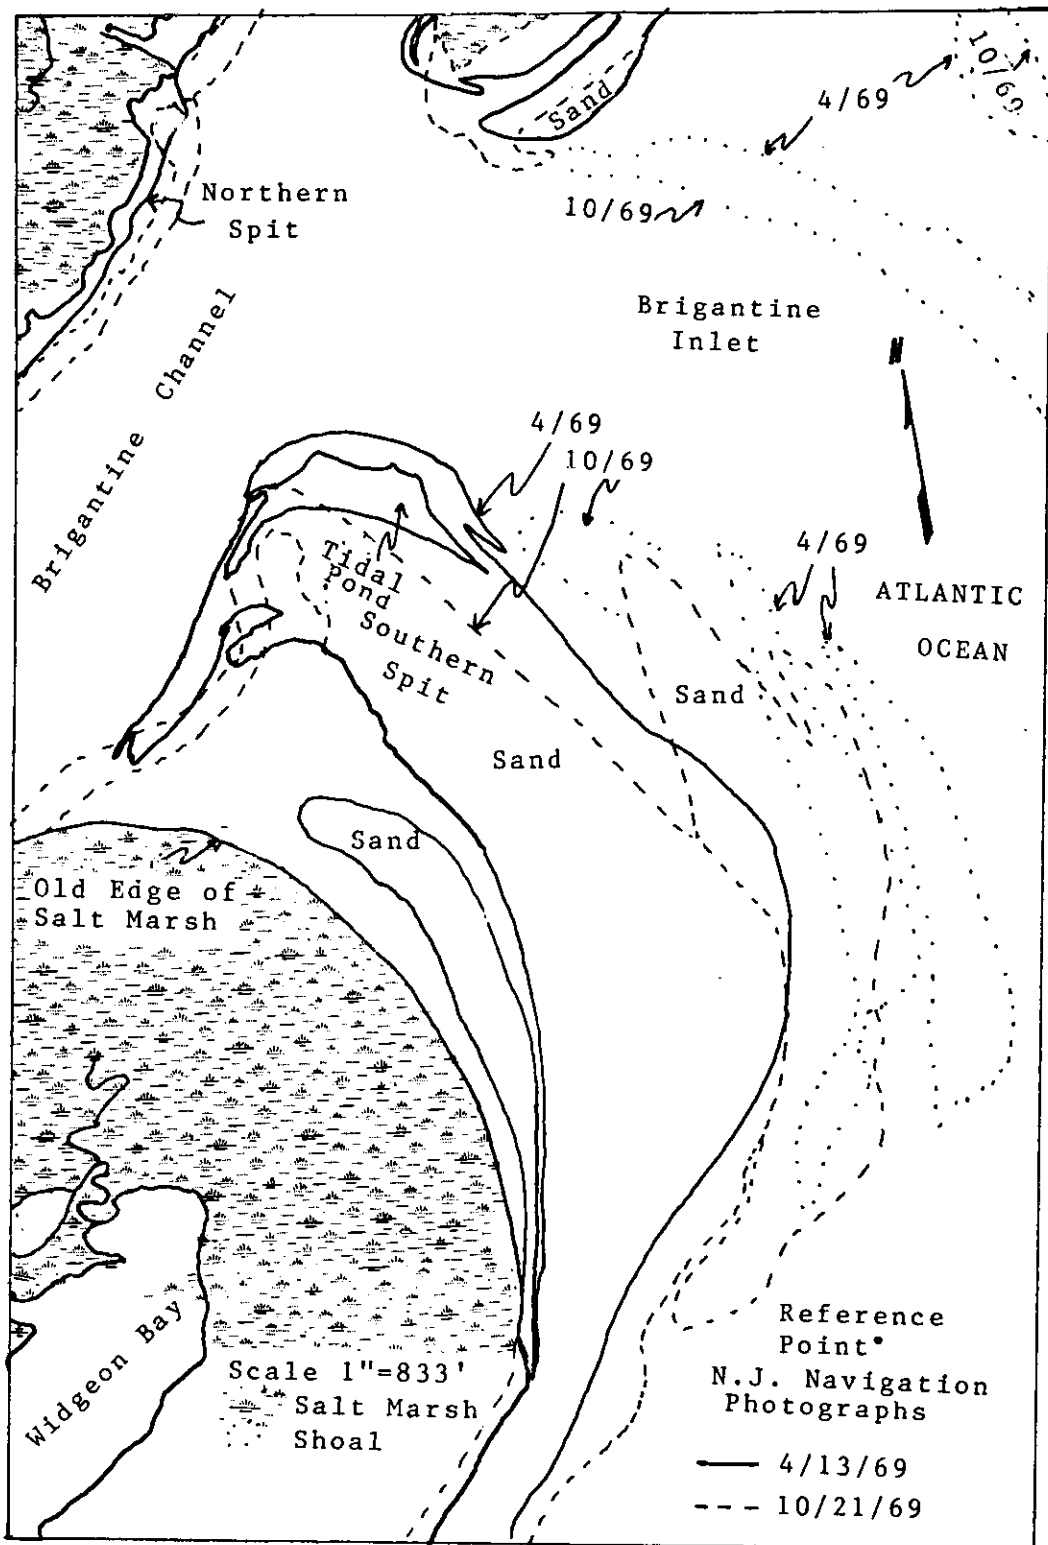 Sand
4/69
10/69
10/69
Northern
Spit
Brigantine
Inlet
N
Brigantine Channel
4/69
10/69
4/69
Tidal
Pond
Southern
Spit
ATLANTIC
OCEAN
Sand
Sand
Sand
Old Edge of
Salt Marsh
Widgeon Bay
Reference
Point
N.J. Navigation
Photographs
Scale 1"=833'
Salt Marsh
Shoal
4/13/69
10/21/69